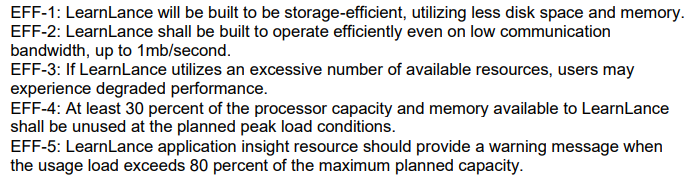 EFF-1: LearnLance will be built to be storage-efficient, utilizing less disk space and memory.
EFF-2: LearnLance shall be built to operate efficiently even on low communication
bandwidth, up to 1mb/second.
EFF-3: If LearnLance utilizes an excessive number of available resources, users may
experience degraded performance.
EFF-4: At least 30 percent of the processor capacity and memory available to LearnLance
shall be unused at the planned peak load conditions.
EFF-5: LearnLance application insight resource should provide a warning message when
the usage load exceeds 80 percent of the maximum planned capacity.